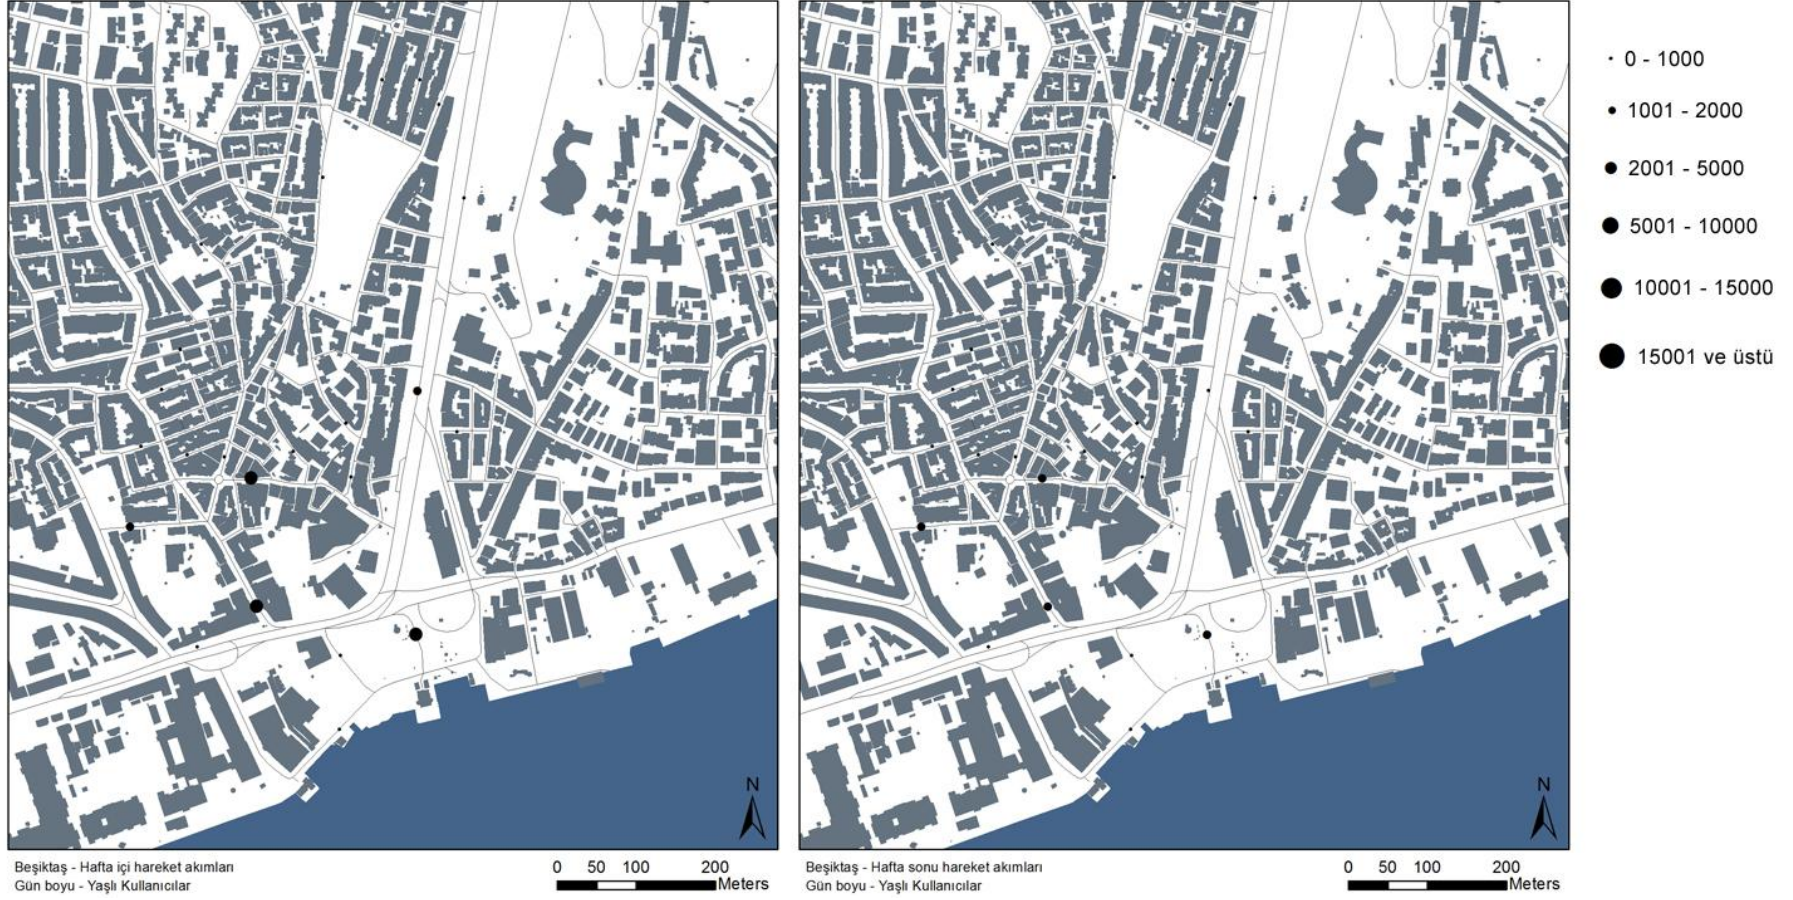 0 - 1000
1001 - 2000
2001 - 5000
5001 - 10000
10001 - 15000
15001 ve üstü
N
Beşiktaş - Hafta içi hareket akımları
Gün boyu - Yaşlı Kullanıcılar
0 50 100 200
Meters
N
Beşiktaş - Hafta sonu hareket akımları
Gün boyu - Yaşlı Kullanıcılar
0 50 100 200
Meters